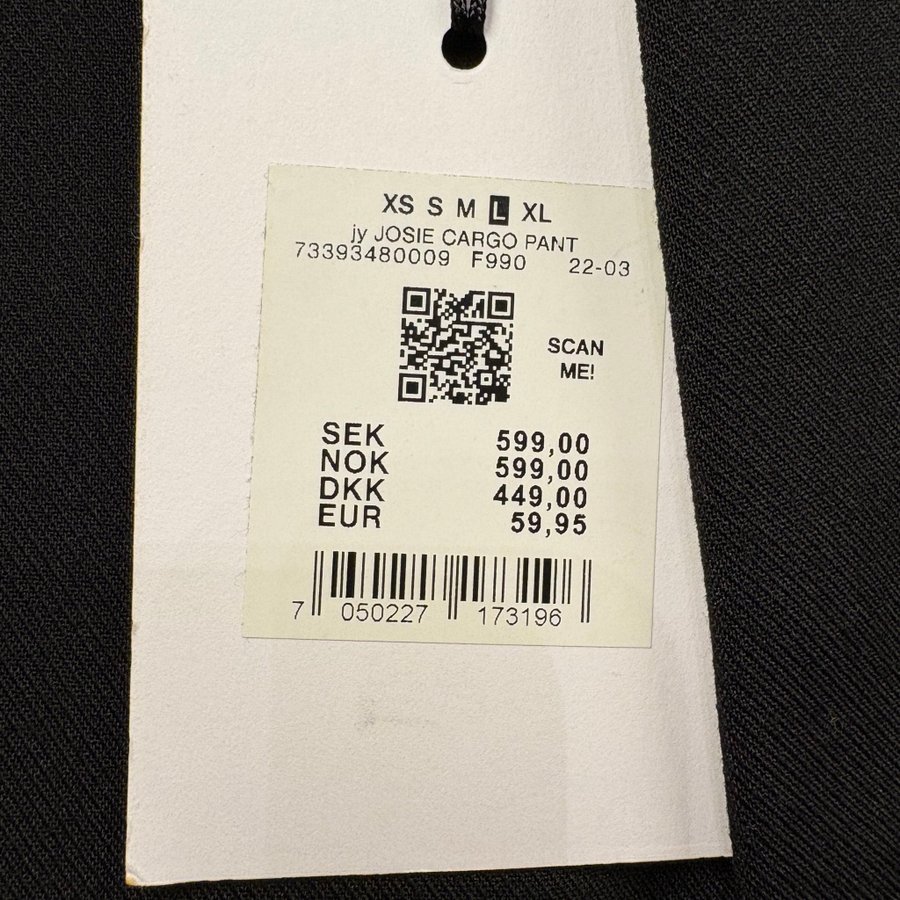 XS S M L XL
jy JOSIE CARGO PANT
73393480009 F990 22-03
SCAN
ME!
SEK 599,00
NOK 599,00
DKK 449,00
EUR 59,95
7 050227 173196